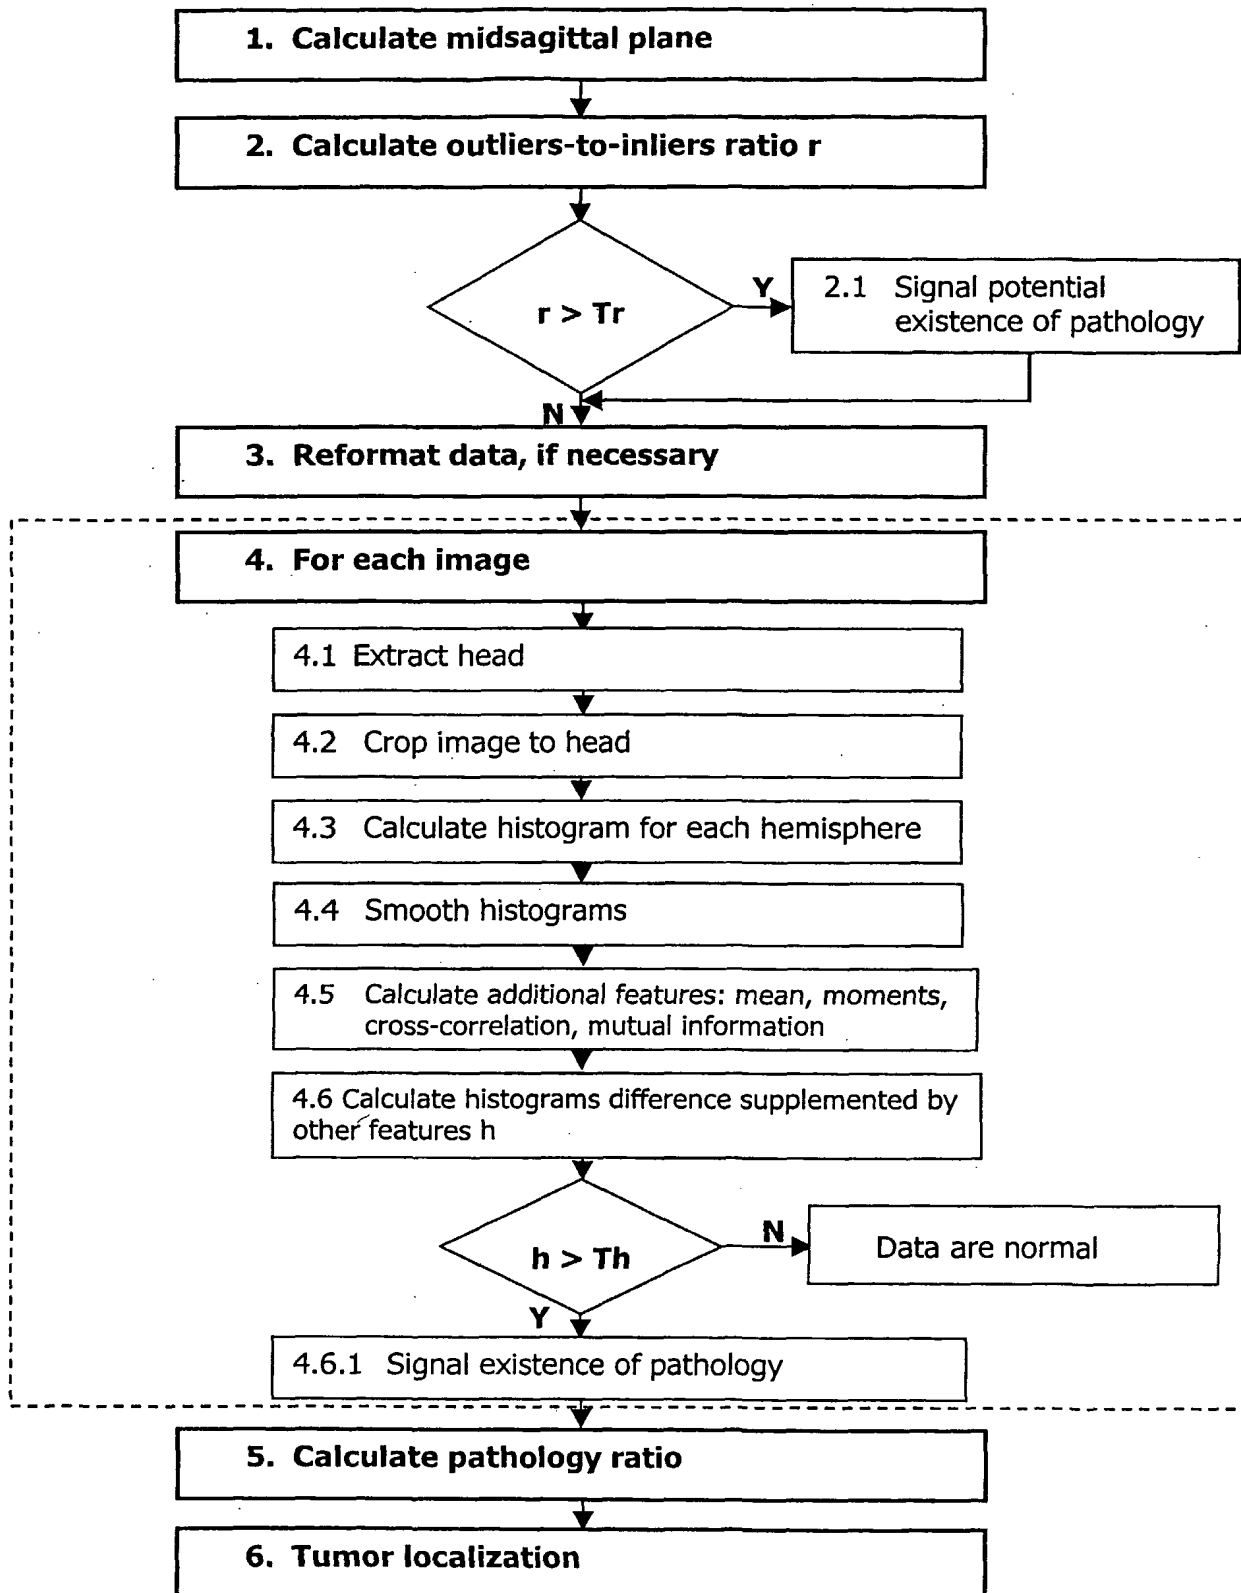 1. Calculate midsagittal plane
2. Calculate outliers-to-inliers ratio r
r > Tr
Y
2.1 Signal potential
existence of pathology
N
3. Reformat data, if necessary
4. For each image
4.1 Extract head
4.2 Crop image to head
4.3 Calculate histogram for each hemisphere
4.4 Smooth histograms
4.5 Calculate additional features: mean, moments,
cross-correlation, mutual information
4.6 Calculate histograms difference supplemented by
other features h
h > Th
N
Data are normal
Y
4.6.1 Signal existence of pathology
5. Calculate pathology ratio
6. Tumor localization